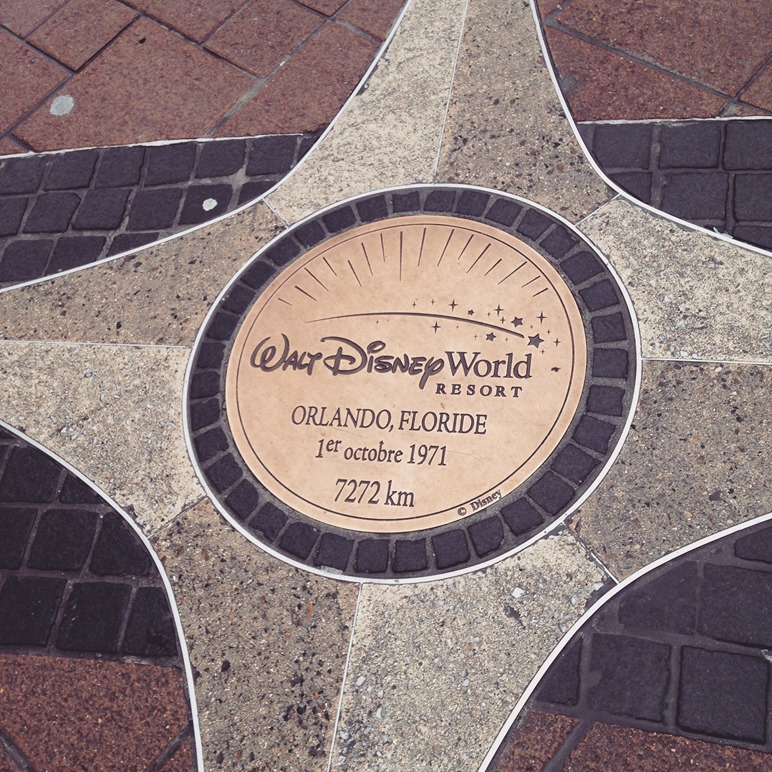 Walt Disney World
RESORT
ORLANDO, FLORIDE
1er octobre 1971
7272 km
© Disney